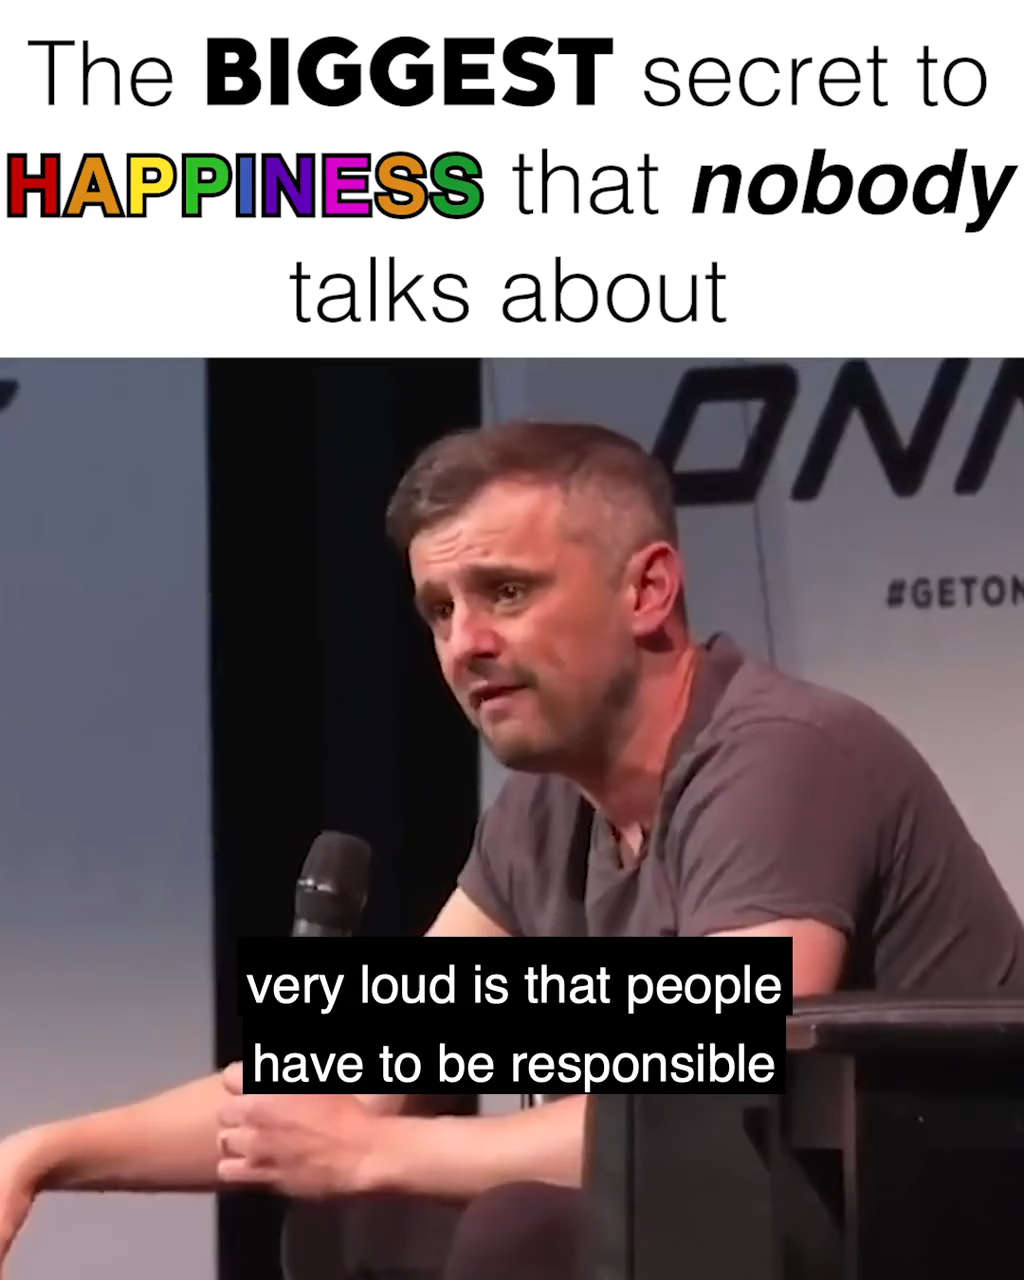 The BIGGEST secret to
HAPPINESS that nobody
talks about
#GETON
very loud is that people
have to be responsible